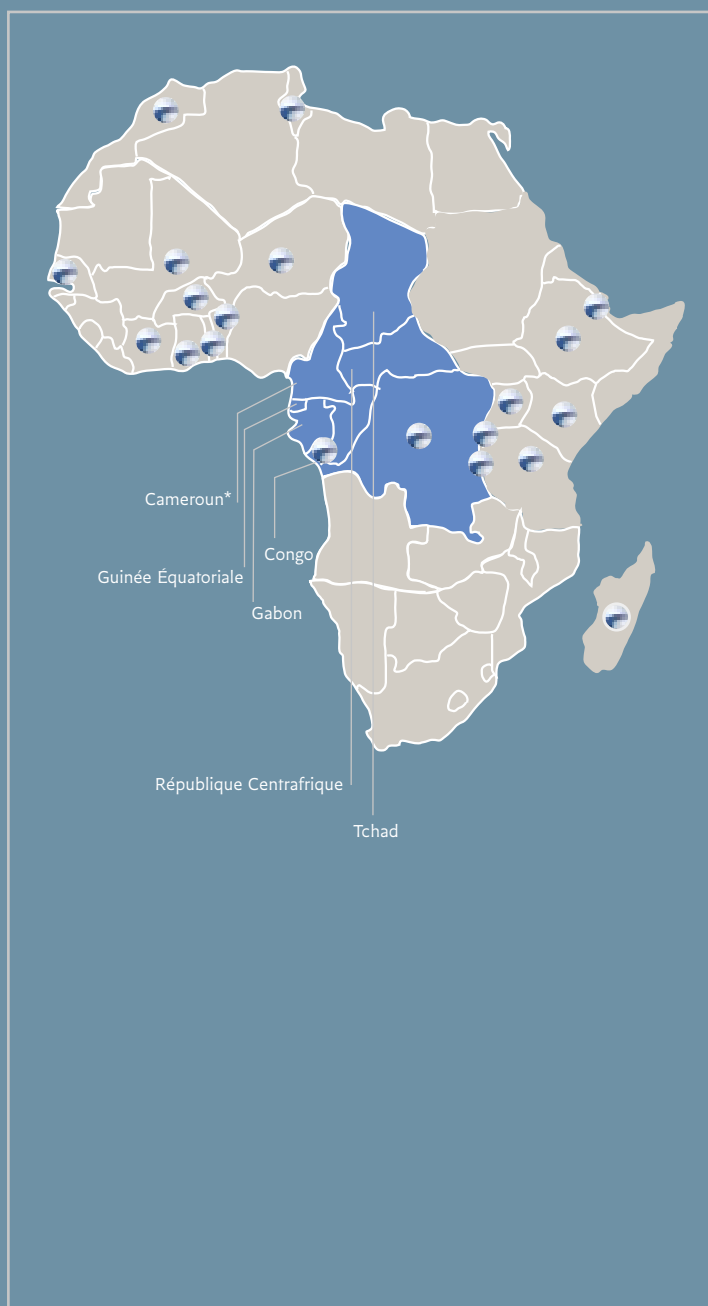 Cameroun*
Congo
Guinée Équatoriale
Gabon
République Centrafrique
Tchad